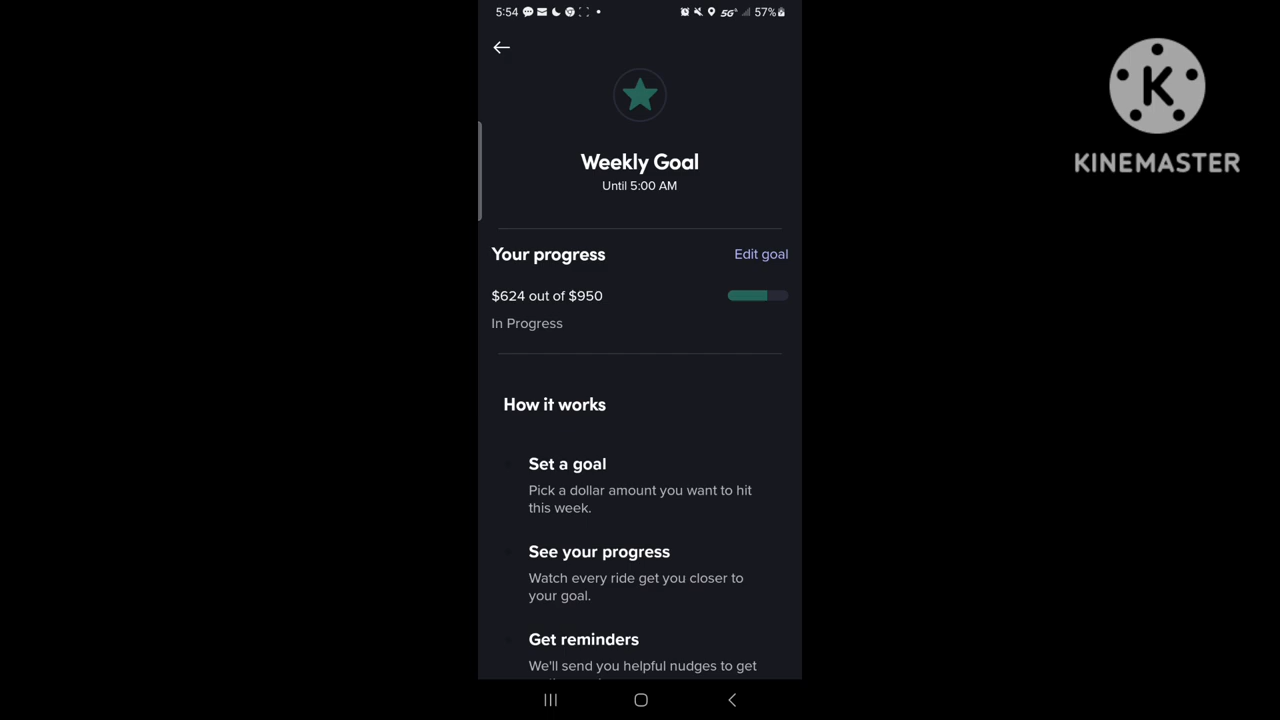 5:54
5G
57%
K
KINEMASTER
Weekly Goal
Until 5:00 AM
Your progress
Edit goal
$624 out of $950
In Progress
How it works
Set a goal
Pick a dollar amount you want to hit
this week.
See your progress
Watch every ride get you closer to
your goal.
Get reminders
We'll send you helpful nudges to get